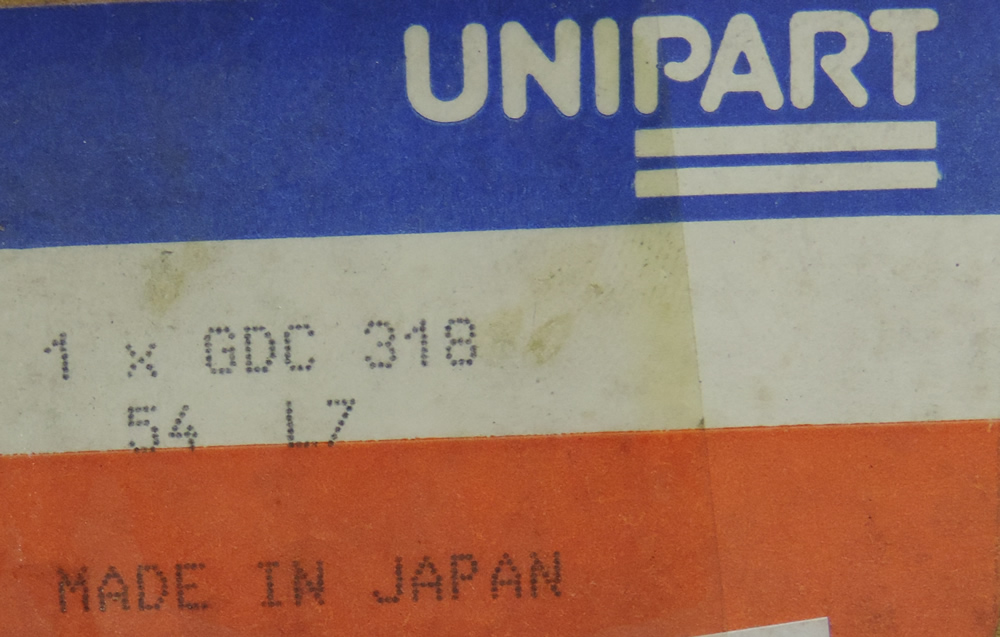 UNIPART
1 x GDC 318
54 L7
MADE IN JAPAN